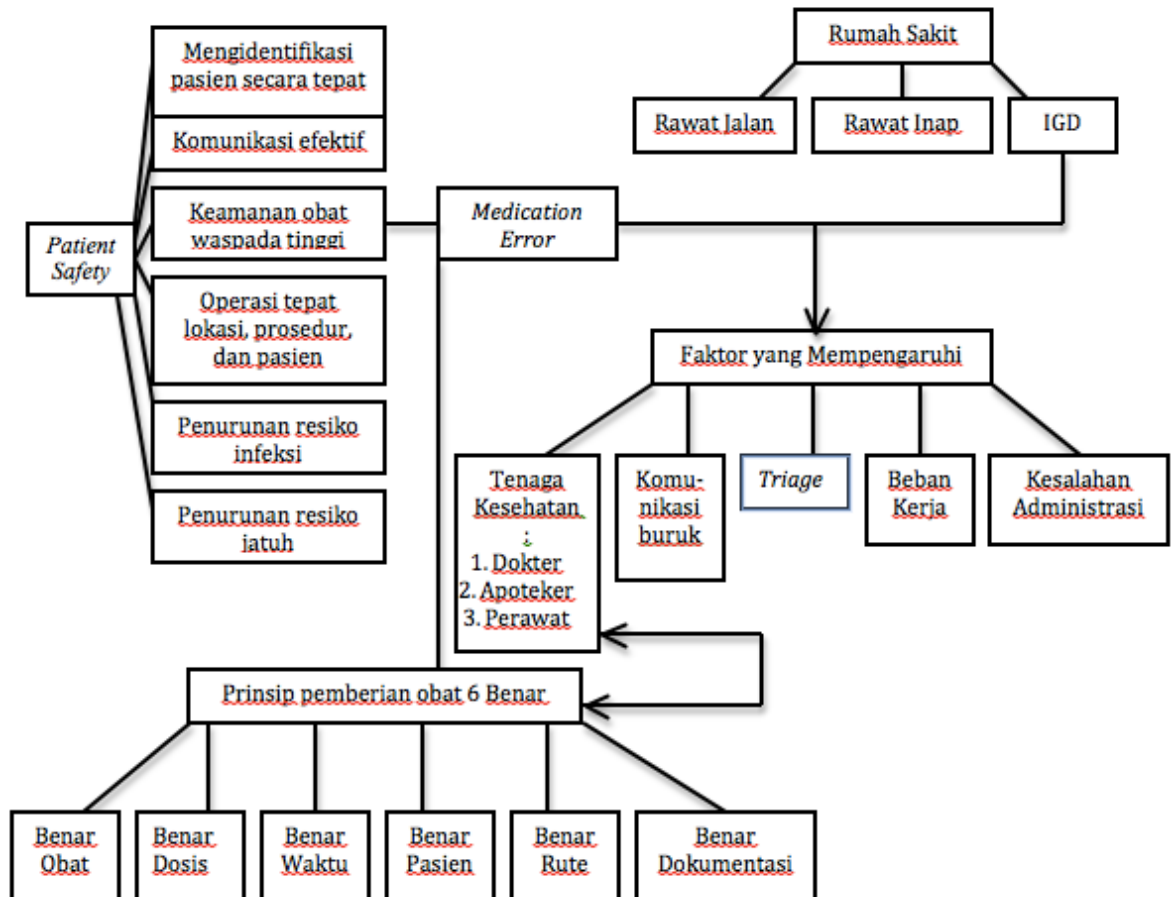 Mengidentifikasi
pasien secara tepat
Komunikasi efektif
Keamanan obat
waspada tinggi
Patient
Safety
Operasi tepat
lokasi, prosedur,
dan pasien
Penurunan resiko
infeksi
Penurunan resiko
jatuh
Medication
Error
Rumah Sakit
Rawat Jalan
Rawat Inap
IGD
Faktor yang Mempengaruhi
Tenaga
Kesehatan
:
1. Dokter
2. Apoteker
3. Perawat
Komu-
nikasi
buruk
Triage
Beban
Kerja
Kesalahan
Administrasi
Prinsip pemberian obat 6 Benar
Benar
Obat
Benar
Dosis
Benar
Waktu
Benar
Pasien
Benar
Rute
Benar
Dokumentasi